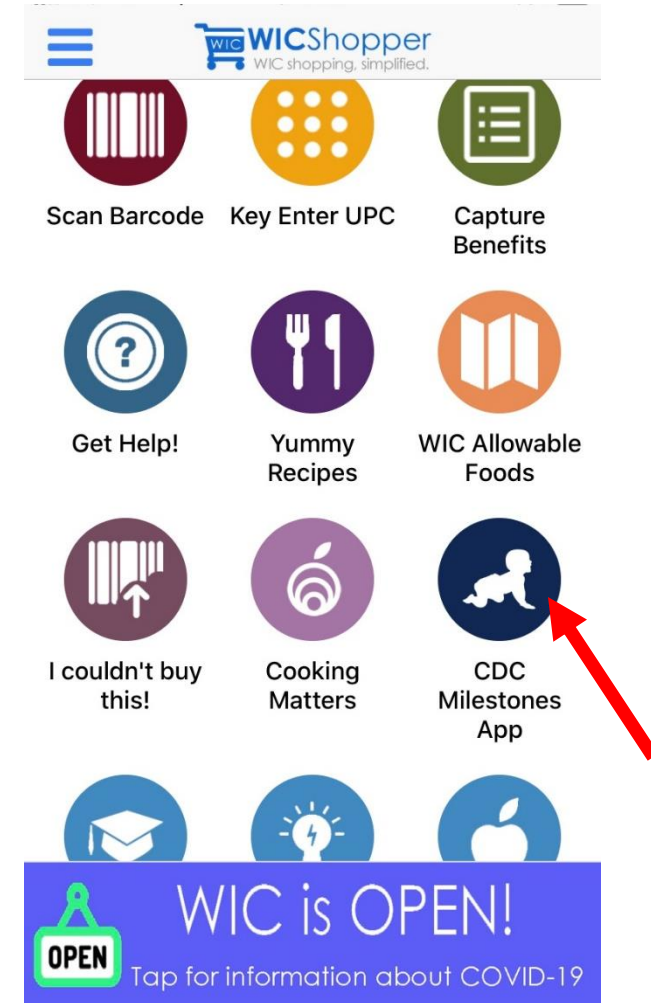 WIC WICShopper
WIC shopping, simplified.
Scan Barcode
Key Enter UPC
Capture
Benefits
?
Get Help!
Yummy
Recipes
WIC Allowable
Foods
I couldn't buy
this!
Cooking
Matters
CDC
Milestones
App
OPEN
WIC is OPEN!
Tap for information about COVID-19